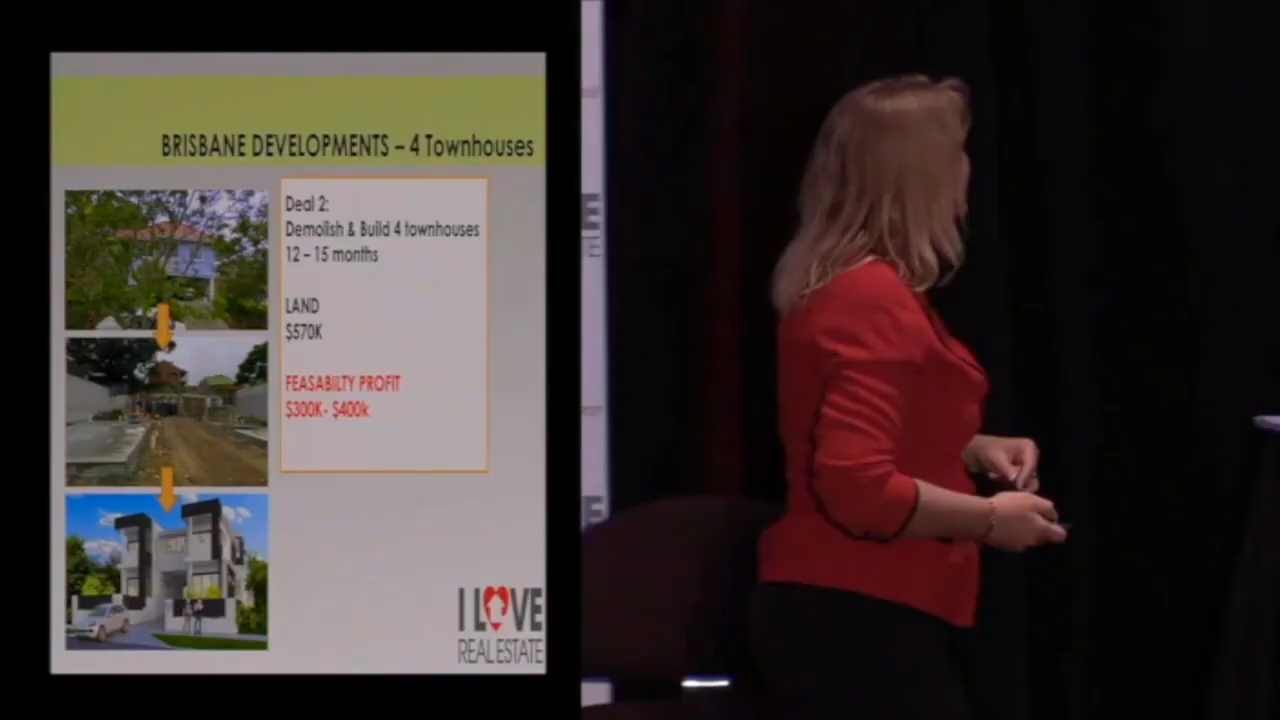 BRISBANE DEVELOPMENTS – 4 Townhouses
Deal 2:
Demolish & Build 4 townhouses
12 – 15 months
LAND
$570K
FEASABILTY PROFIT
$300K- $400k
I LOVE
REAL ESTATE